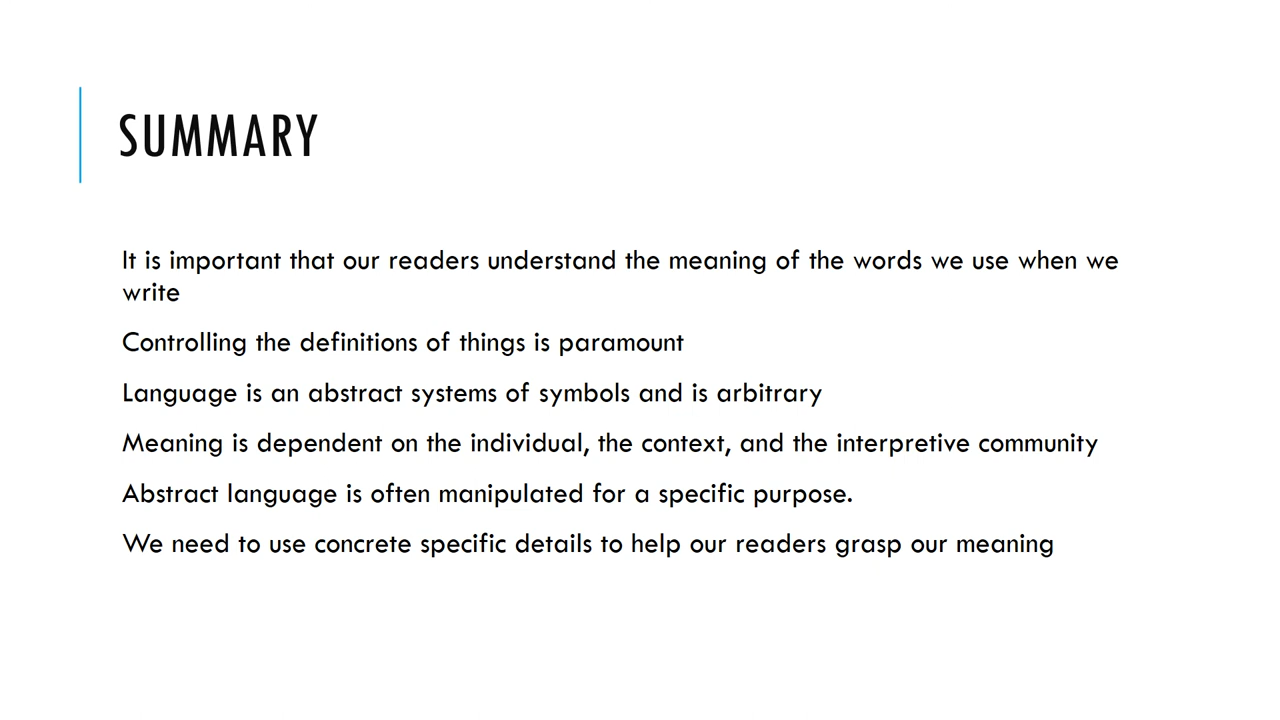 SUMMARY
It is important that our readers understand the meaning of the words we use when we
write
Controlling the definitions of things is paramount
Language is an abstract systems of symbols and is arbitrary
Meaning is dependent on the individual, the context, and the interpretive community
Abstract language is often manipulated for a specific purpose.
We need to use concrete specific details to help our readers grasp our meaning